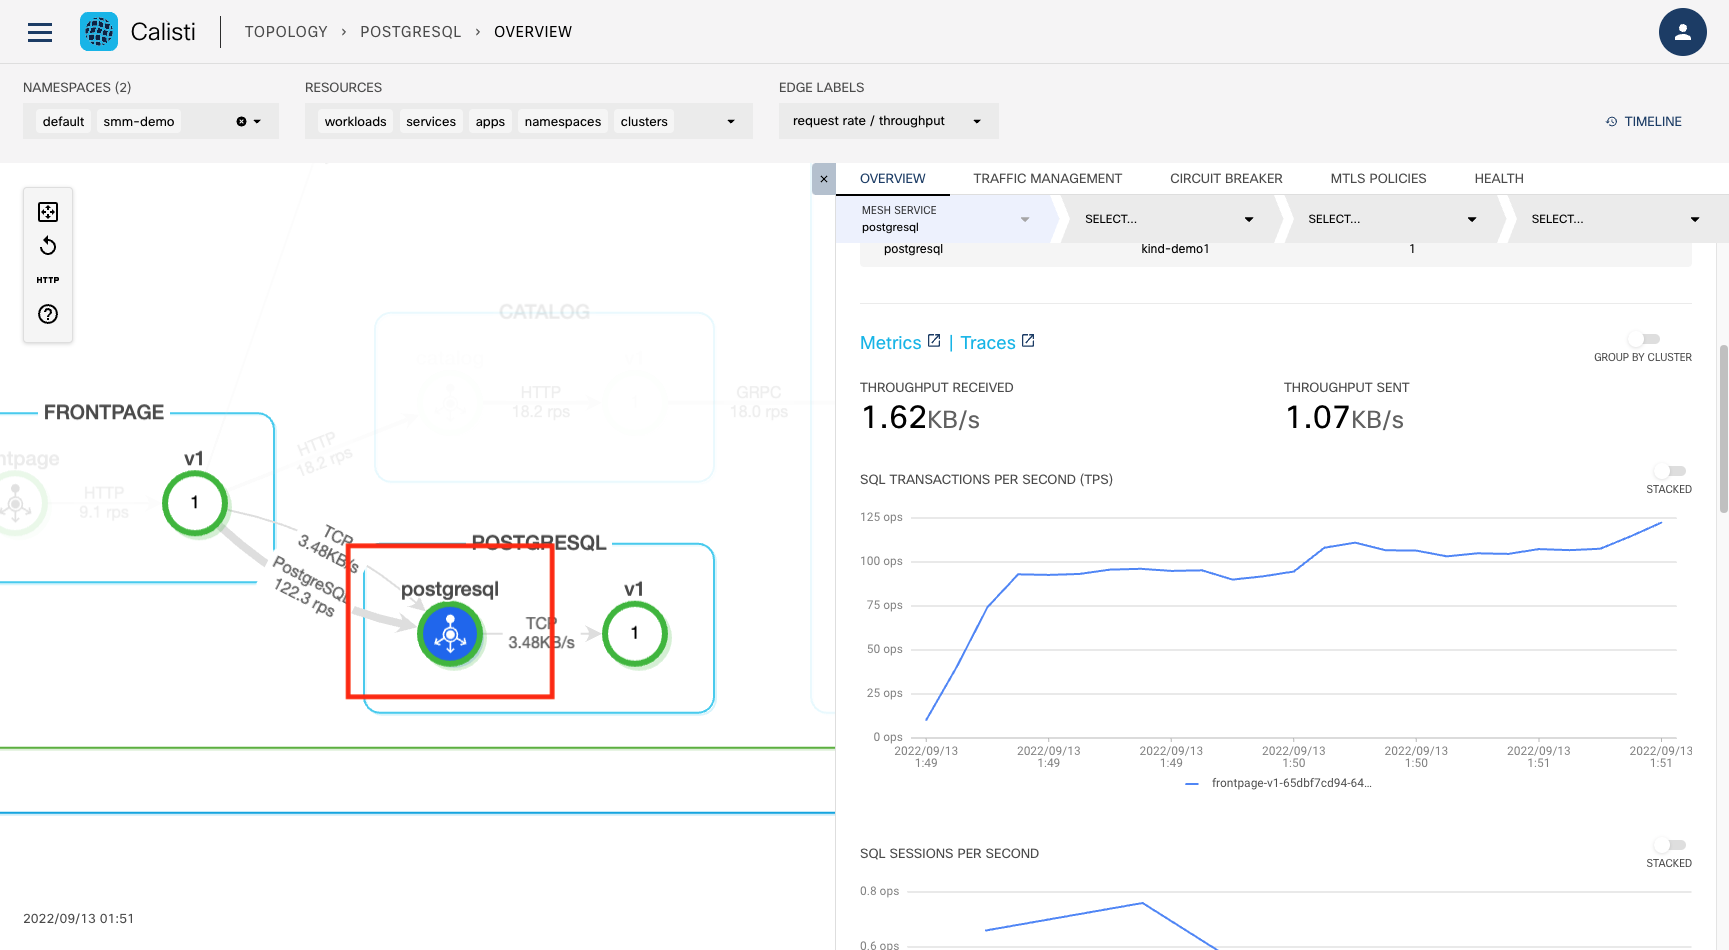 Calisti
TOPOLOGY › POSTGRESQL › OVERVIEW
NAMESPACES (2)
RESOURCES
EDGE LABELS
default smm-demo
workloads services apps namespaces clusters
request rate / throughput
TIMELINE
HTTP
CATALOG
HTTP
18.2 rps
GRPC
18.0 rps
FRONTPAGE
ntpage
v1
HTTP
9.1 rps
1
HTTP
18.2 rps
TCP
3.48KB/s
PostgreSQL
122.3 rps
POSTGRESQL
postgresql
v1
TCP
3.48KB/s
1
2022/09/13 01:51
×
OVERVIEW TRAFFIC MANAGEMENT CIRCUIT BREAKER MTLS POLICIES HEALTH
MESH SERVICE
postgresql
SELECT... SELECT... SELECT...
postgresql kind-demo1 1
Metrics | Traces
GROUP BY CLUSTER
THROUGHPUT RECEIVED
1.62KB/s
THROUGHPUT SENT
1.07KB/s
SQL TRANSACTIONS PER SECOND (TPS)
STACKED
125 ops
100 ops
75 ops
50 ops
25 ops
0 ops
2022/09/13 2022/09/13 2022/09/13 2022/09/13 2022/09/13 2022/09/13 2022/09/13
1:49 1:49 1:49 1:50 1:50 1:51 1:51
frontpage-v1-65dbf7cd94-64...
SQL SESSIONS PER SECOND
STACKED
0.8 ops
0.6 ops